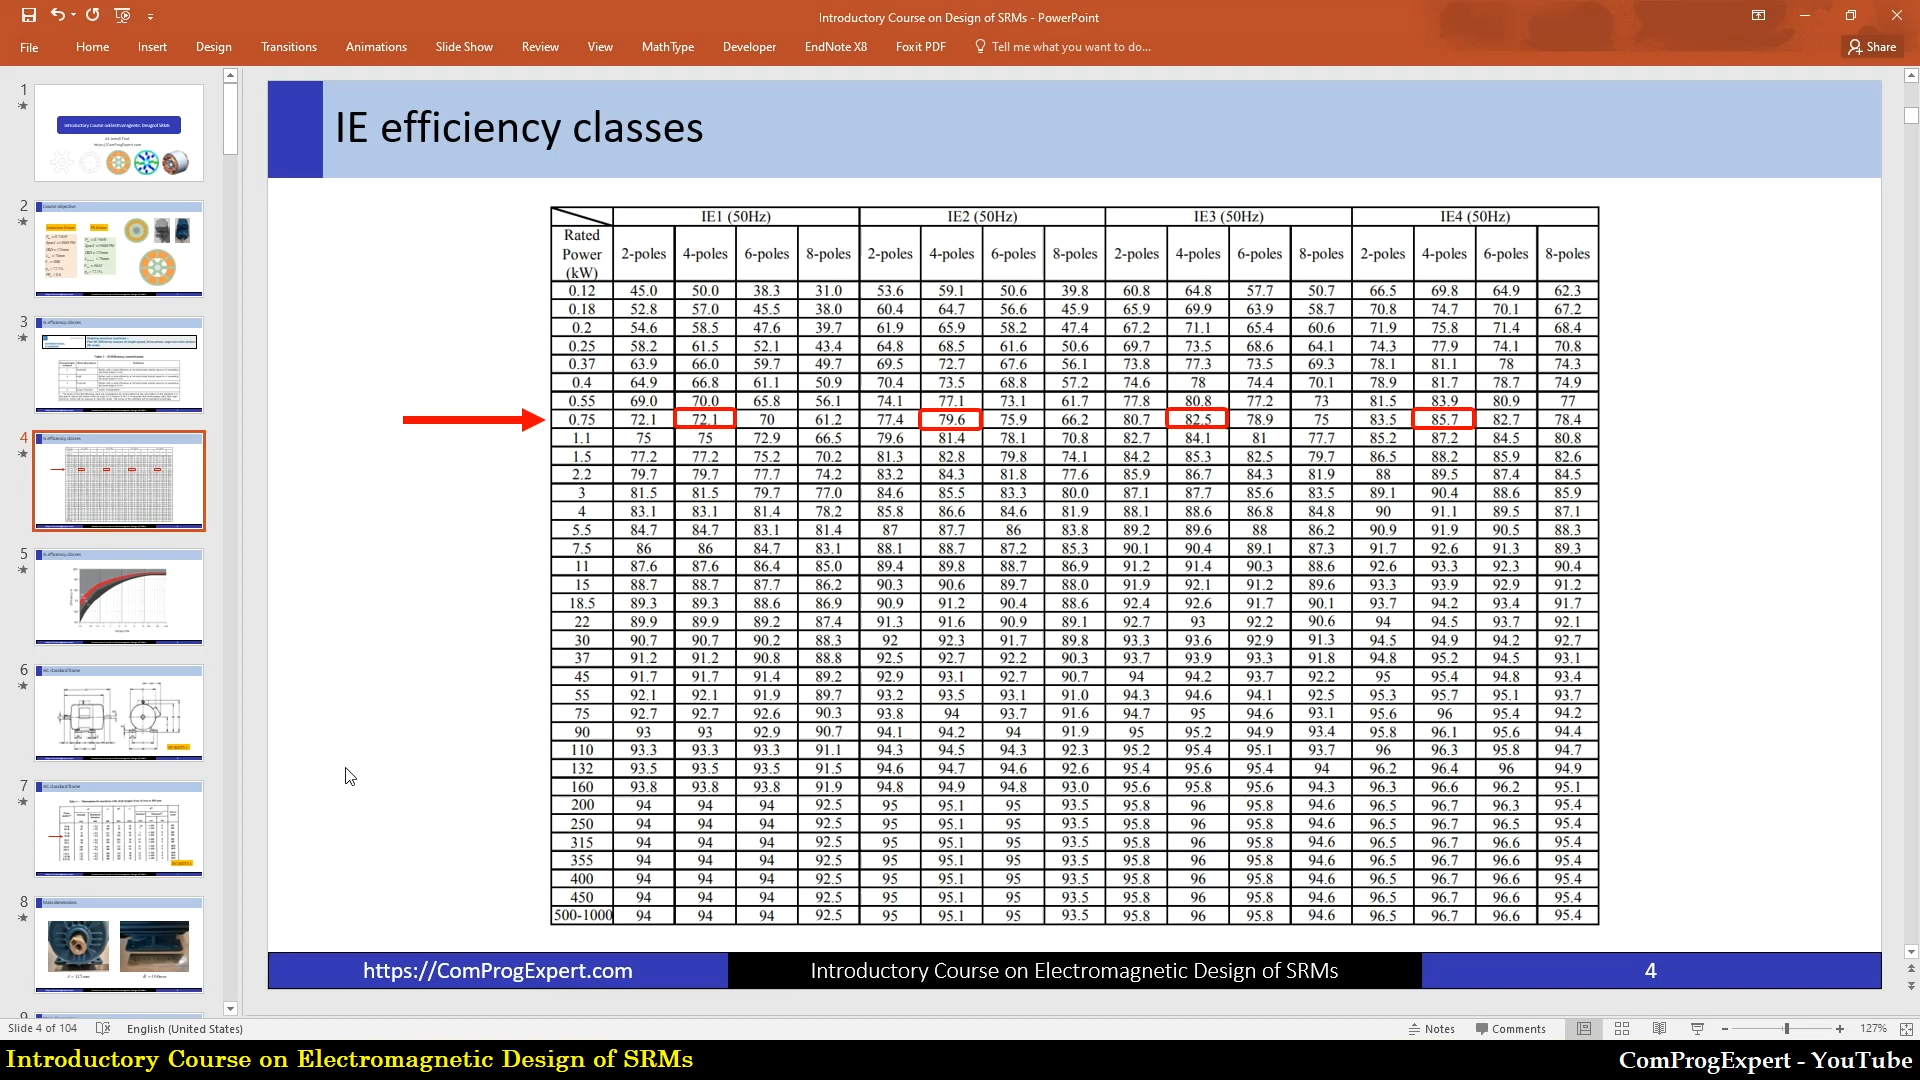 Introductory Course on Design of SRMs - PowerPoint
File Home Insert Design Transitions Animations Slide Show Review View MathType Developer EndNote X8 Foxit PDF Tell me what you want to do... Share
1
2
3
4
5
6
7
8
IE efficiency classes
IE1 (50Hz) IE2 (50Hz) IE3 (50Hz) IE4 (50Hz)
Rated Power (kW) 2-poles 4-poles 6-poles 8-poles 2-poles 4-poles 6-poles 8-poles 2-poles 4-poles 6-poles 8-poles 2-poles 4-poles 6-poles 8-poles
0.12 45.0 50.0 38.3 31.0 53.6 59.1 50.6 39.8 60.8 64.8 57.7 50.7 66.5 69.8 64.9 62.3
0.18 52.8 57.0 45.5 38.0 60.4 64.7 56.6 45.9 65.9 69.9 63.9 58.7 70.8 74.7 70.1 67.2
0.2 54.6 58.5 47.6 39.7 61.9 65.9 58.2 47.4 67.2 71.1 65.4 60.6 71.9 75.8 71.4 68.4
0.25 58.2 61.5 52.1 43.4 64.8 68.5 61.6 50.6 69.7 73.5 68.6 64.1 74.3 77.9 74.1 70.8
0.37 63.9 66.0 59.7 49.7 69.5 72.7 67.6 56.1 73.8 77.3 73.5 69.3 78.1 81.1 78 74.3
0.4 64.9 66.8 61.1 50.9 70.4 73.5 68.8 57.2 74.6 78 74.4 70.1 78.9 81.7 78.7 74.9
0.55 69.0 70.0 65.8 56.1 74.1 77.1 73.1 61.7 77.8 80.8 77.2 73 81.5 83.9 80.9 77
0.75 72.1 72.1 70 61.2 77.4 79.6 75.9 66.2 80.7 82.5 78.9 75 83.5 85.7 82.7 78.4
1.1 75 75 72.9 66.5 79.6 81.4 78.1 70.8 82.7 84.1 81 77.7 85.2 87.2 84.5 80.8
1.5 77.2 77.2 75.2 70.2 81.3 82.8 79.8 74.1 84.2 85.3 82.5 79.7 86.5 88.2 85.9 82.6
2.2 79.7 79.7 77.7 74.2 83.2 84.3 81.8 77.6 85.9 86.7 84.3 81.9 88 89.5 87.4 84.5
3 81.5 81.5 79.7 77.0 84.6 85.5 83.3 80.0 87.1 87.7 85.6 83.5 89.1 90.4 88.6 85.9
4 83.1 83.1 81.4 78.2 85.8 86.6 84.6 81.9 88.1 88.6 86.8 84.8 90 91.1 89.5 87.1
5.5 84.7 84.7 83.1 81.4 87 87.7 86 83.8 89.2 89.6 88 86.2 90.9 91.9 90.5 88.3
7.5 86 86 84.7 83.1 88.1 88.7 87.2 85.3 90.1 90.4 89.1 87.3 91.7 92.6 91.3 89.3
11 87.6 87.6 86.4 85.0 89.4 89.8 88.7 86.9 91.2 91.4 90.3 88.6 92.6 93.3 92.3 90.4
15 88.7 88.7 87.7 86.2 90.3 90.6 89.7 88.0 91.9 92.1 91.2 89.6 93.3 93.9 92.9 91.2
18.5 89.3 89.3 88.6 86.9 90.9 91.2 90.4 88.6 92.4 92.6 91.7 90.1 93.7 94.2 93.4 91.7
22 89.9 89.9 89.2 87.4 91.3 91.6 90.9 89.1 92.7 93 92.2 90.6 94 94.5 93.7 92.1
30 90.7 90.7 90.2 88.3 92 92.3 91.7 89.8 93.3 93.6 92.9 91.3 94.5 94.9 94.2 92.7
37 91.2 91.2 90.8 88.8 92.5 92.7 92.2 90.3 93.7 93.9 93.3 91.8 94.8 95.2 94.5 93.1
45 91.7 91.7 91.4 89.2 92.9 93.1 92.7 90.7 94 94.2 93.7 92.2 95 95.4 94.8 93.4
55 92.1 92.1 91.9 89.7 93.2 93.5 93.1 91.0 94.3 94.6 94.1 92.5 95.3 95.7 95.1 93.7
75 92.7 92.7 92.6 90.3 93.8 94 93.7 91.6 94.7 95 94.6 93.1 95.6 96 95.4 94.2
90 93 93 92.9 90.7 94.1 94.2 94 91.9 95 95.2 94.9 93.4 95.8 96.1 95.6 94.4
110 93.3 93.3 93.3 91.1 94.3 94.5 94.3 92.3 95.2 95.4 95.1 93.7 96 96.3 95.8 94.7
132 93.5 93.5 93.5 91.5 94.6 94.7 94.6 92.6 95.4 95.6 95.4 94 96.2 96.4 96 94.9
160 93.8 93.8 93.8 91.9 94.8 94.9 94.8 93.0 95.6 95.8 95.6 94.3 96.3 96.6 96.2 95.1
200 94 94 94 92.5 95 95.1 95 93.5 95.8 96 95.8 94.6 96.5 96.7 96.3 95.4
250 94 94 94 92.5 95 95.1 95 93.5 95.8 96 95.8 94.6 96.5 96.7 96.5 95.4
315 94 94 94 92.5 95 95.1 95 93.5 95.8 96 95.8 94.6 96.5 96.7 96.6 95.4
355 94 94 94 92.5 95 95.1 95 93.5 95.8 96 95.8 94.6 96.5 96.7 96.6 95.4
400 94 94 94 92.5 95 95.1 95 93.5 95.8 96 95.8 94.6 96.5 96.7 96.6 95.4
450 94 94 94 92.5 95 95.1 95 93.5 95.8 96 95.8 94.6 96.5 96.7 96.6 95.4
500-1000 94 94 94 92.5 95 95.1 95 93.5 95.8 96 95.8 94.6 96.5 96.7 96.6 95.4
https://ComProgExpert.com Introductory Course on Electromagnetic Design of SRMs 4
Slide 4 of 104 English (United States) Notes Comments 127%
Introductory Course on Electromagnetic Design of SRMs
ComProgExpert - YouTube